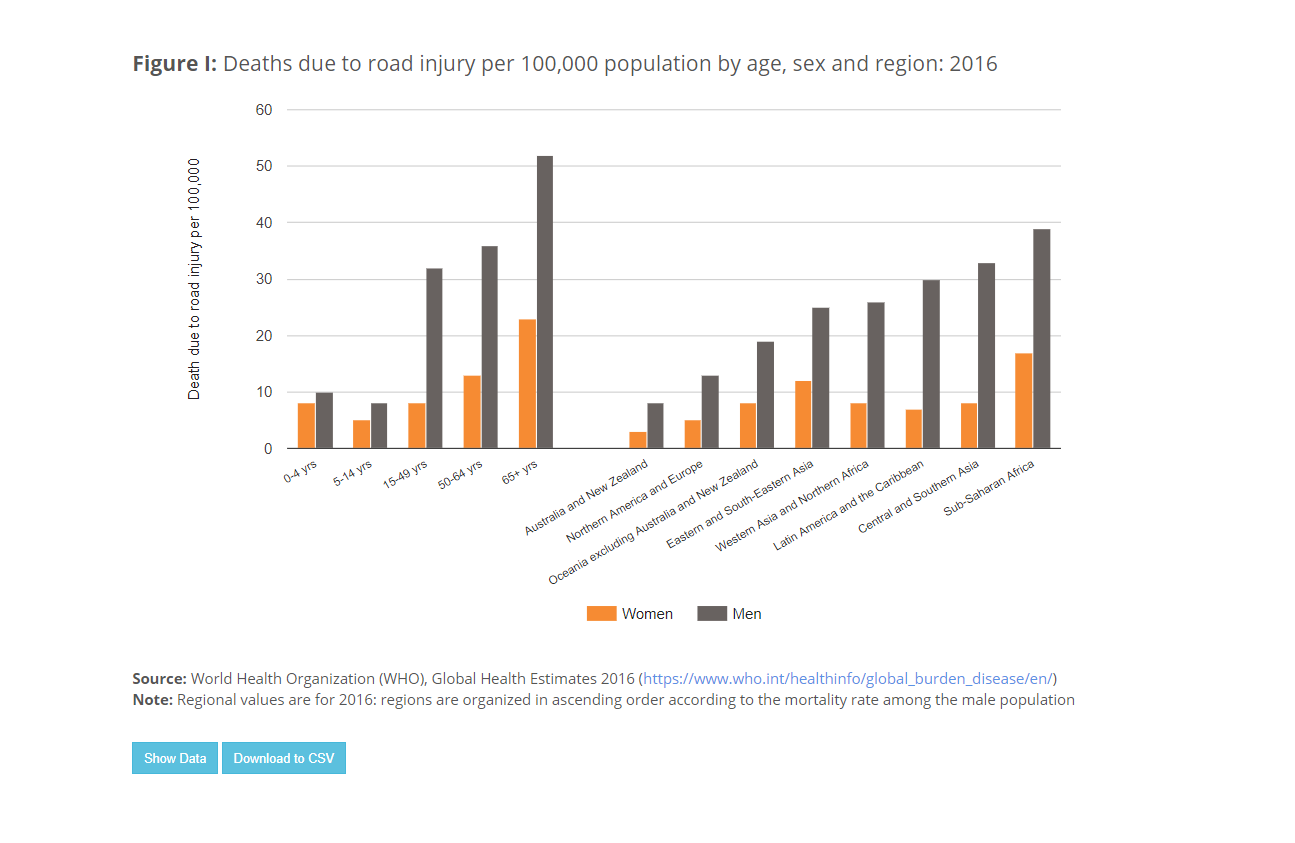 Figure I: Deaths due to road injury per 100,000 population by age, sex and region: 2016
Death due to road injury per 100,000
60
50
40
30
20
10
0
0-4 yrs
5-14 yrs
15-49 yrs
50-64 yrs
65+ yrs
Australia and New Zealand
Northern America and Europe
Oceania excluding Australia and New Zealand
Eastern and South-Eastern Asia
Western Asia and Northern Africa
Latin America and the Caribbean
Central and Southern Asia
Sub-Saharan Africa
Women Men
Source: World Health Organization (WHO), Global Health Estimates 2016 (https://www.who.int/healthinfo/global_burden_disease/en/)
Note: Regional values are for 2016: regions are organized in ascending order according to the mortality rate among the male population
Show Data Download to CSV